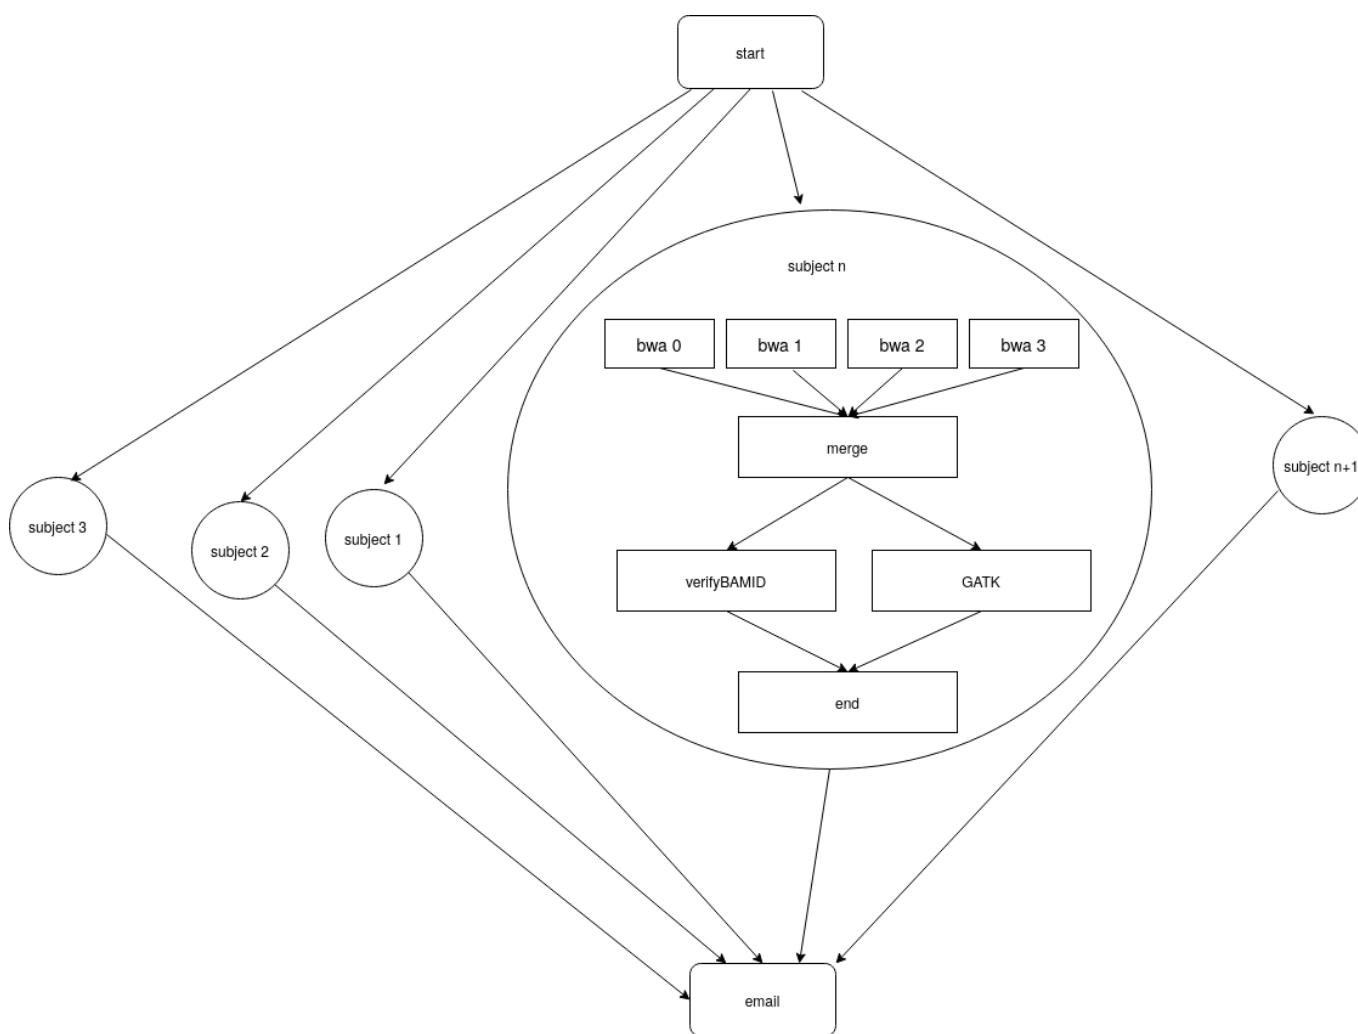 start
subject n
bwa 0
bwa 1
bwa 2
bwa 3
merge
subject n+1
subject 3
subject 2
subject 1
verifyBAMID
GATK
end
email